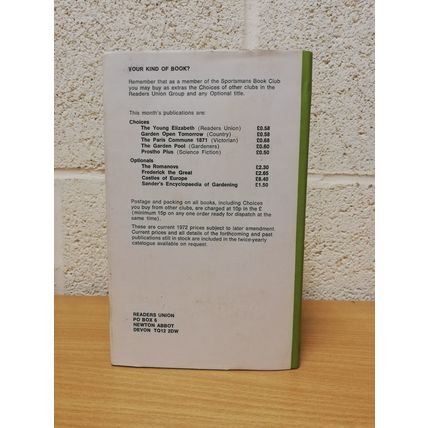 YOUR KIND OF BOOK?
Remember that as a member of the Sportsmans Book Club
you may buy as extras the Choices of other clubs in the
Readers Union Group and any Optional title.
This month's publications are:
Choices
The Young Elizabeth (Readers Union) £0.58
Garden Open Tomorrow (Country) £0.58
The Paris Commune 1871 (Victorian) £0.68
The Garden Pool (Gardeners) £0.60
Prostho Plus (Science Fiction) £0.50
Optionals
The Romanovs £2.30
Frederick the Great £2.65
Castles of Europe £8.40
Sander's Encyclopaedia of Gardening £1.50
Postage and packing on all books, including Choices
you buy from other clubs, are charged at 10p in the £
(minimum 15p on any one order ready for dispatch at the
same time).
These are current 1972 prices subject to later amendment.
Current prices and all details of the forthcoming and past
publications still in stock are included in the twice-yearly
catalogue available on request.
READERS UNION
PO BOX 6
NEWTON ABBOT
DEVON TQ12 2DW